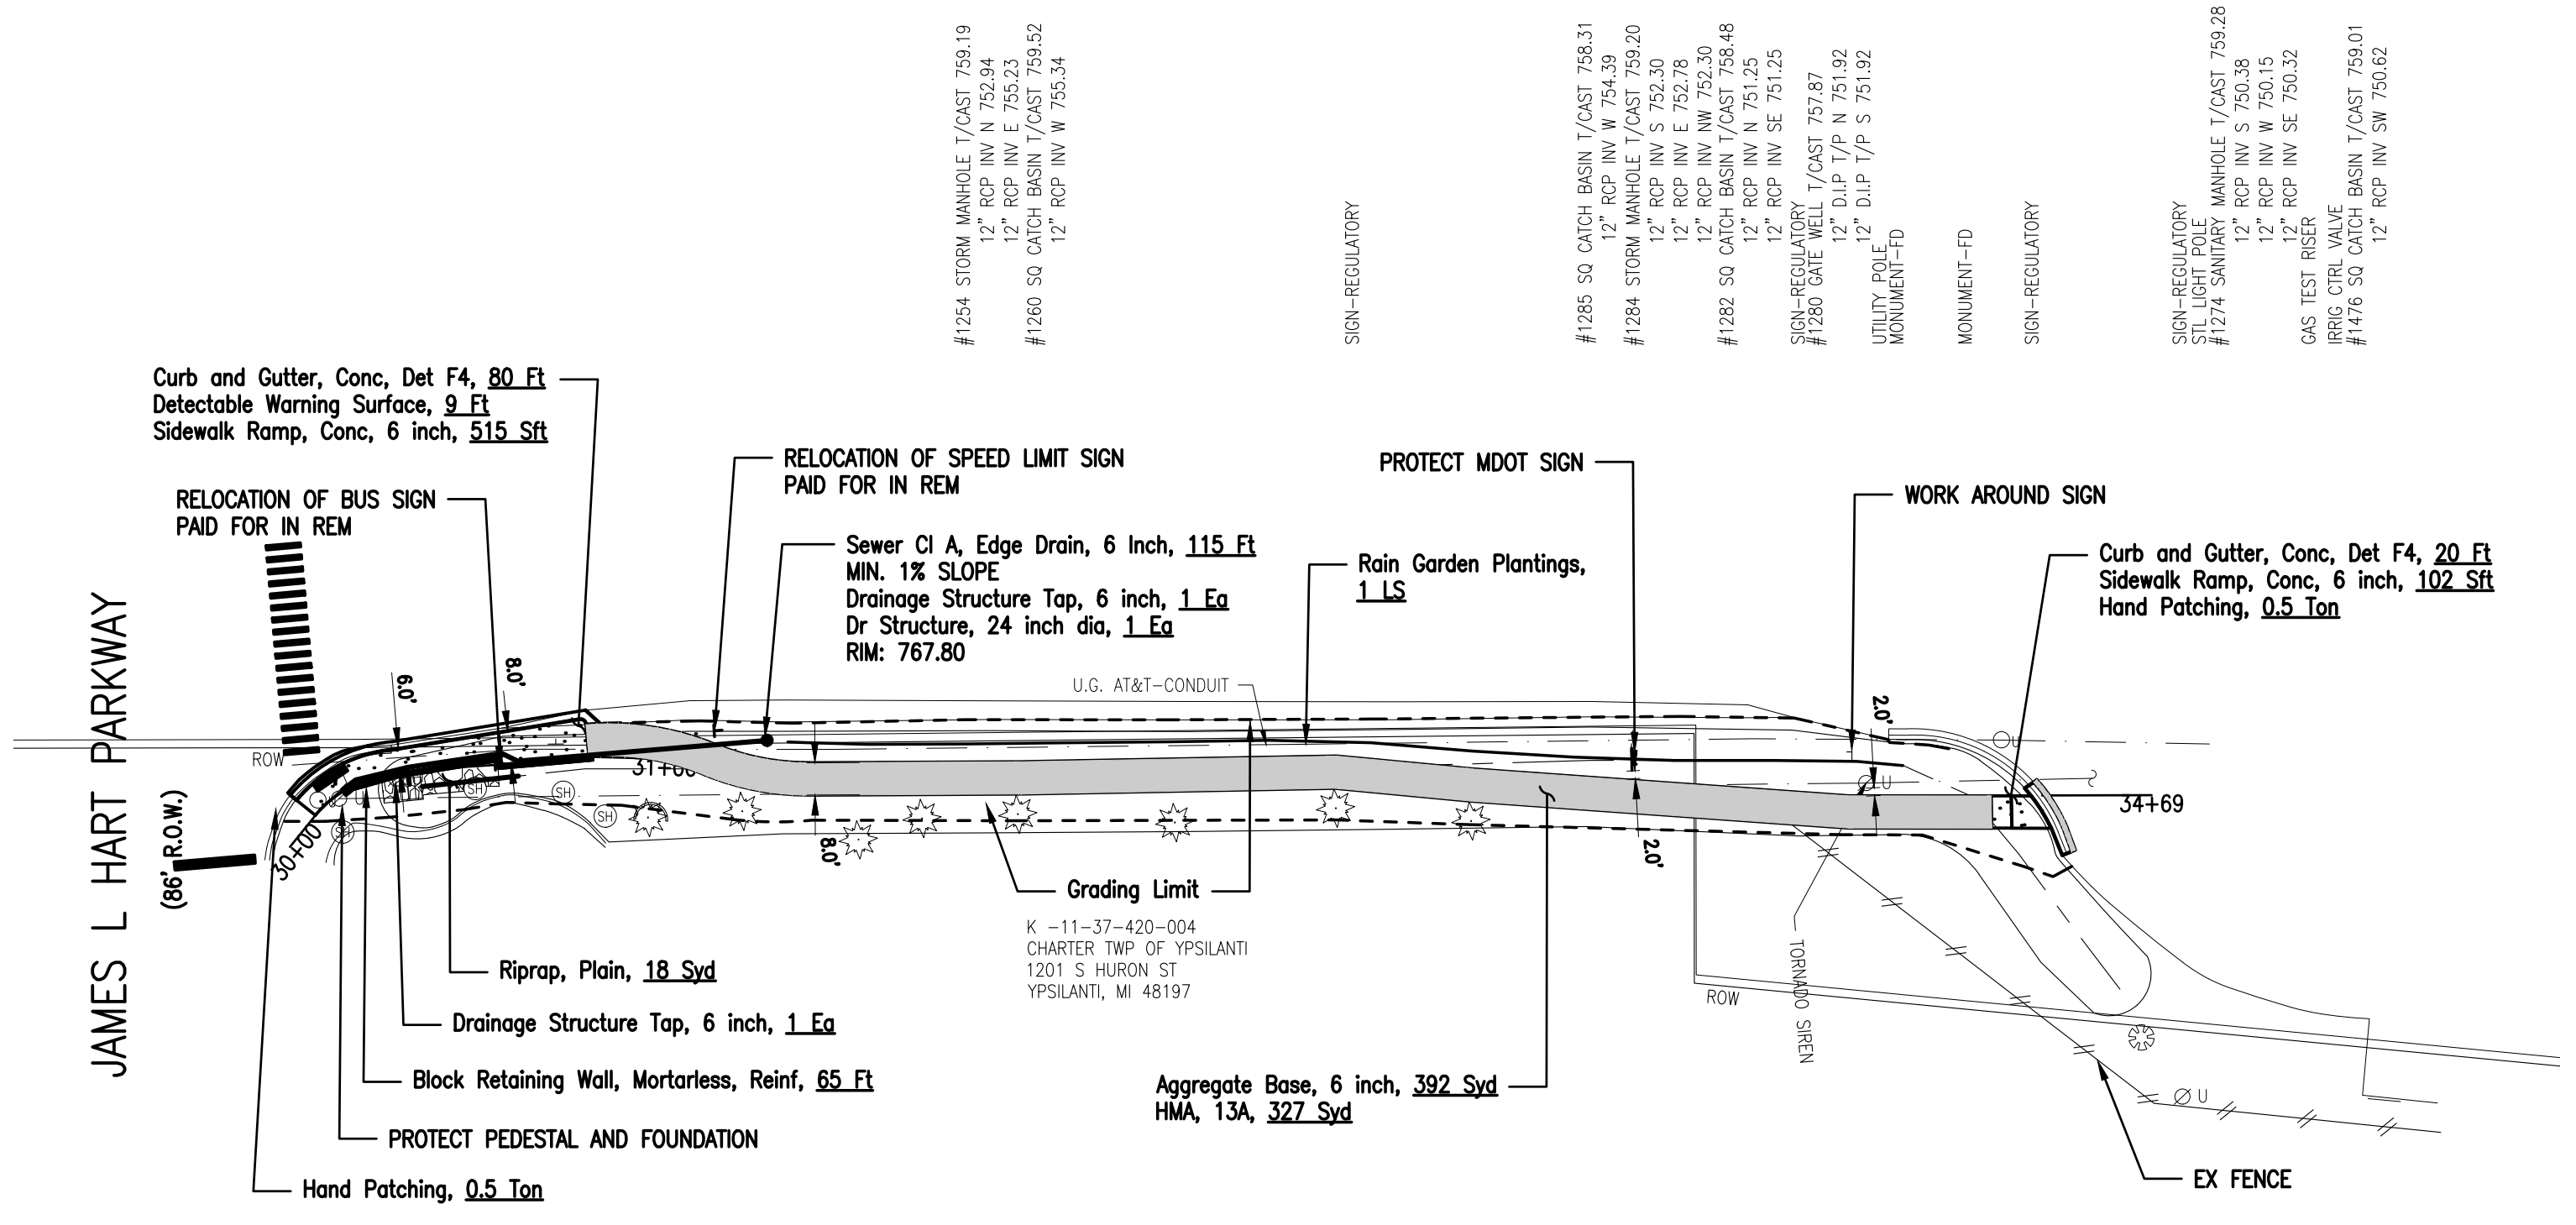 #1254 STORM MANHOLE T/CAST 759.19
12" RCP INV N 752.94
12" RCP INV E 755.23
#1260 SQ CATCH BASIN T/CAST 759.52
12" RCP INV W 755.34
SIGN-REGULATORY
#1285 SQ CATCH BASIN T/CAST 758.31
12" RCP INV W 754.39
#1284 STORM MANHOLE T/CAST 759.20
12" RCP INV S 752.30
12" RCP INV E 752.78
12" RCP INV NW 752.30
#1282 SQ CATCH BASIN T/CAST 758.48
12" RCP INV N 751.25
12" RCP INV SE 751.25
SIGN-REGULATORY
#1280 GATE WELL T/CAST 757.87
12" D.I.P T/P N 751.92
12" D.I.P T/P S 751.92
UTILITY POLE
MONUMENT-FD
MONUMENT-FD
SIGN-REGULATORY
SIGN-REGULATORY
STL LIGHT POLE
#1274 SANITARY MANHOLE T/CAST 759.28
12" RCP INV S 750.38
12" RCP INV W 750.15
12" RCP INV SE 750.32
GAS TEST RISER
IRRIG CTRL VALVE
#1476 SQ CATCH BASIN T/CAST 759.01
12" RCP INV SW 750.62
Curb and Gutter, Conc, Det F4, 80 Ft
Detectable Warning Surface, 9 Ft
Sidewalk Ramp, Conc, 6 inch, 515 Sft
RELOCATION OF BUS SIGN
PAID FOR IN REM
RELOCATION OF SPEED LIMIT SIGN
PAID FOR IN REM
Sewer Cl A, Edge Drain, 6 Inch, 115 Ft
MIN. 1% SLOPE
Drainage Structure Tap, 6 inch, 1 Ea
Dr Structure, 24 inch dia, 1 Ea
RIM: 767.80
PROTECT MDOT SIGN
Rain Garden Plantings,
1 LS
WORK AROUND SIGN
Curb and Gutter, Conc, Det F4, 20 Ft
Sidewalk Ramp, Conc, 6 inch, 102 Sft
Hand Patching, 0.5 Ton
U.G. AT&T-CONDUIT
JAMES L HART PARKWAY
(86' R.O.W.)
6.0'
8.0'
2.0'
ROW
U
U
U
U
SH
SH
SH
SH
30+00
34+69
8.0'
2.0'
Grading Limit
K -11-37-420-004
CHARTER TWP OF YPSILANTI
1201 S HURON ST
YPSILANTI, MI 48197
Riprap, Plain, 18 Syd
Drainage Structure Tap, 6 inch, 1 Ea
Block Retaining Wall, Mortarless, Reinf, 65 Ft
PROTECT PEDESTAL AND FOUNDATION
Hand Patching, 0.5 Ton
Aggregate Base, 6 inch, 392 Syd
HMA, 13A, 327 Syd
ROW
TORNADO SIREN
U
EX FENCE